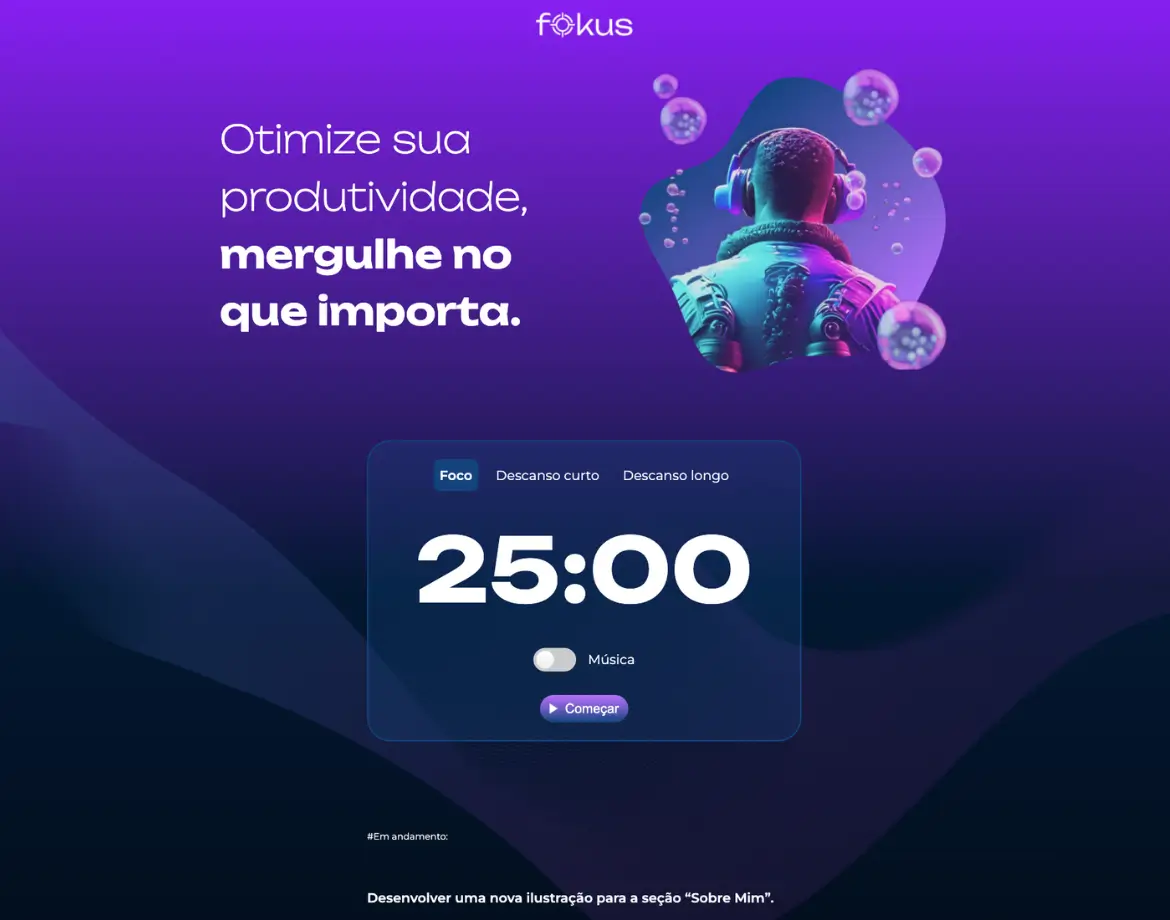 fokus
Otimize sua
produtividade,
mergulhe no
que importa.
Foco Descanso curto Descanso longo
25:00
Música
Começar
#Em andamento:
Desenvolver uma nova ilustração para a seção “Sobre Mim”.